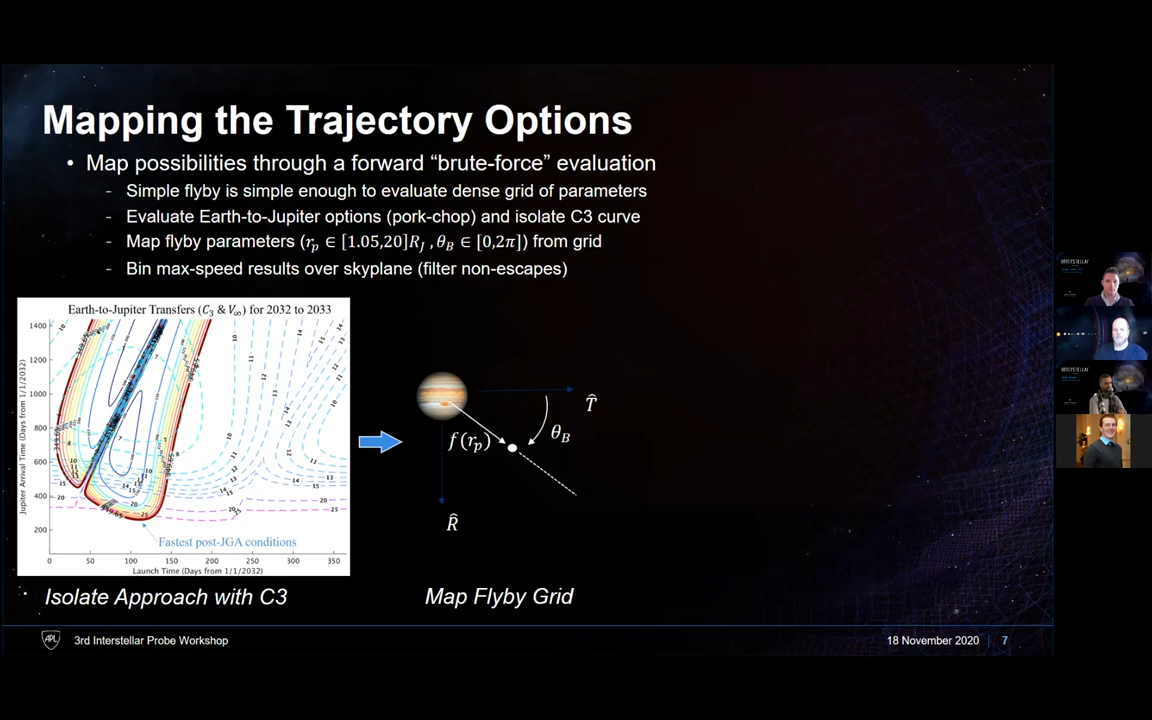 Mapping the Trajectory Options
• Map possibilities through a forward “brute-force” evaluation
- Simple flyby is simple enough to evaluate dense grid of parameters
- Evaluate Earth-to-Jupiter options (pork-chop) and isolate C3 curve
- Map flyby parameters (r_p ∈ [1.05,20]R_J , θ_B ∈ [0,2π]) from grid
- Bin max-speed results over skyplane (filter non-escapes)
Earth-to-Jupiter Transfers (C₃ & V∞) for 2032 to 2033
Jupiter Arrival Time (Days from 1/1/2032)
1400
1200
1000
800
600
400
200
0 50 100 150 200 250 300 350
Launch Time (Days from 1/1/2032)
Fastest post-JGA conditions
T̂
θ_B
f(r_p)
R̂
Isolate Approach with C3
Map Flyby Grid
APL
3rd Interstellar Probe Workshop
18 November 2020 | 7